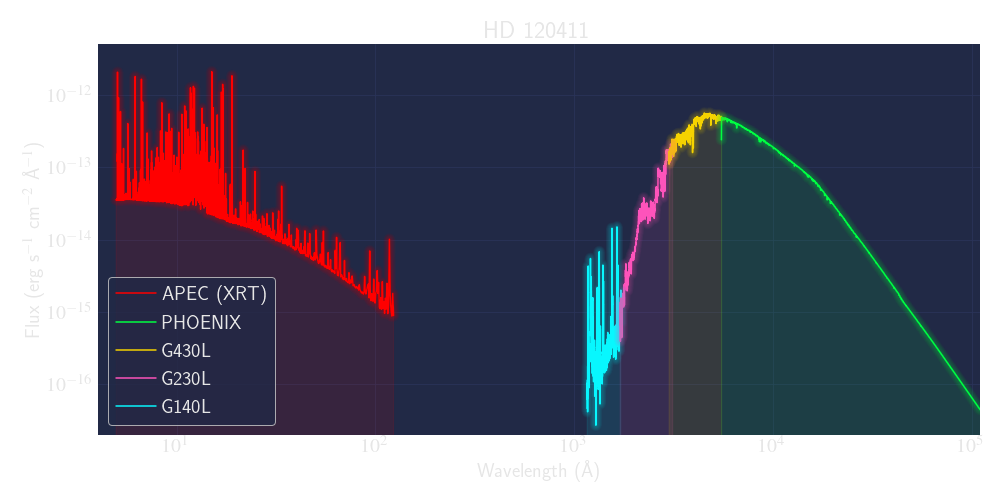 HD 120411
Flux (erg s⁻¹ cm⁻² Å⁻¹)
10⁻¹²
10⁻¹³
10⁻¹⁴
10⁻¹⁵
10⁻¹⁶
APEC (XRT)
PHOENIX
G430L
G230L
G140L
10¹ 10² 10³ 10⁴ 10⁵
Wavelength (Å)